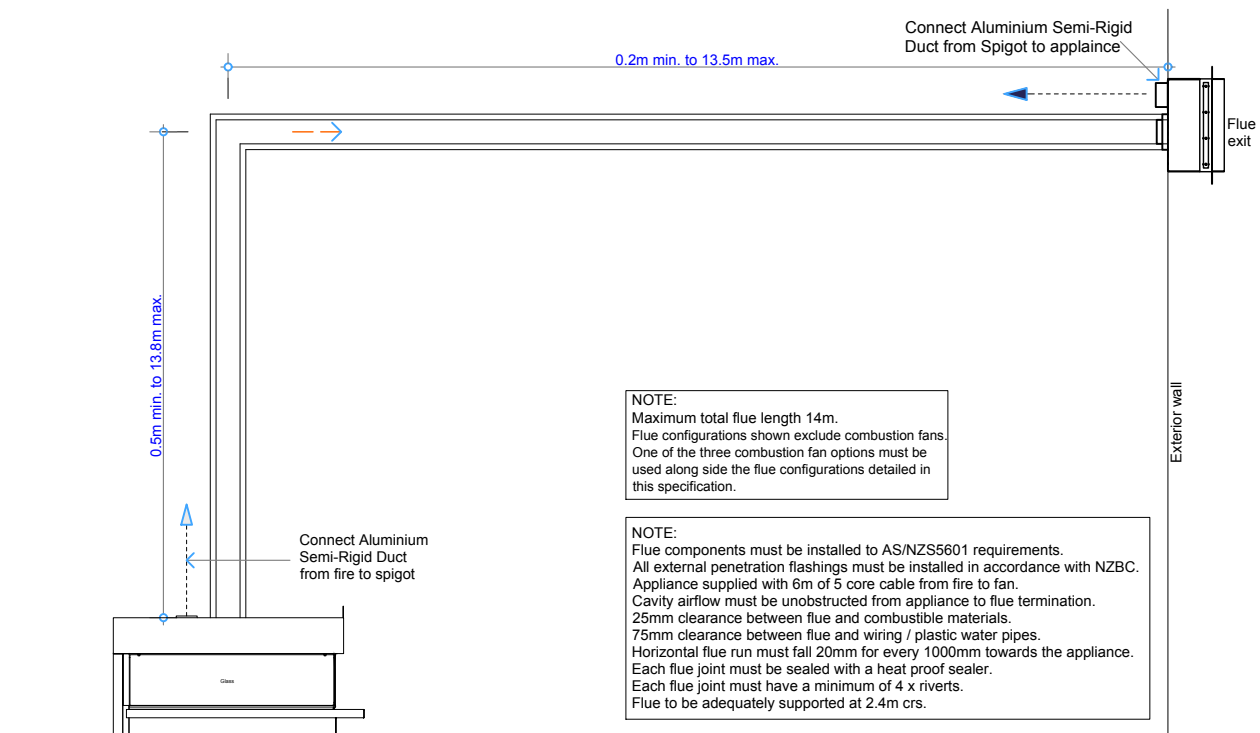 Connect Aluminium Semi-Rigid
Duct from Spigot to applaince
0.2m min. to 13.5m max.
Flue
exit
0.5m min. to 13.8m max.
Exterior wall
NOTE:
Maximum total flue length 14m.
Flue configurations shown exclude combustion fans.
One of the three combustion fan options must be
used along side the flue configurations detailed in
this specification.
Connect Aluminium
Semi-Rigid Duct
from fire to spigot
NOTE:
Flue components must be installed to AS/NZS5601 requirements.
All external penetration flashings must be installed in accordance with NZBC.
Appliance supplied with 6m of 5 core cable from fire to fan.
Cavity airflow must be unobstructed from appliance to flue termination.
25mm clearance between flue and combustible materials.
75mm clearance between flue and wiring / plastic water pipes.
Horizontal flue run must fall 20mm for every 1000mm towards the appliance.
Each flue joint must be sealed with a heat proof sealer.
Each flue joint must have a minimum of 4 x riverts.
Flue to be adequately supported at 2.4m crs.
Glass